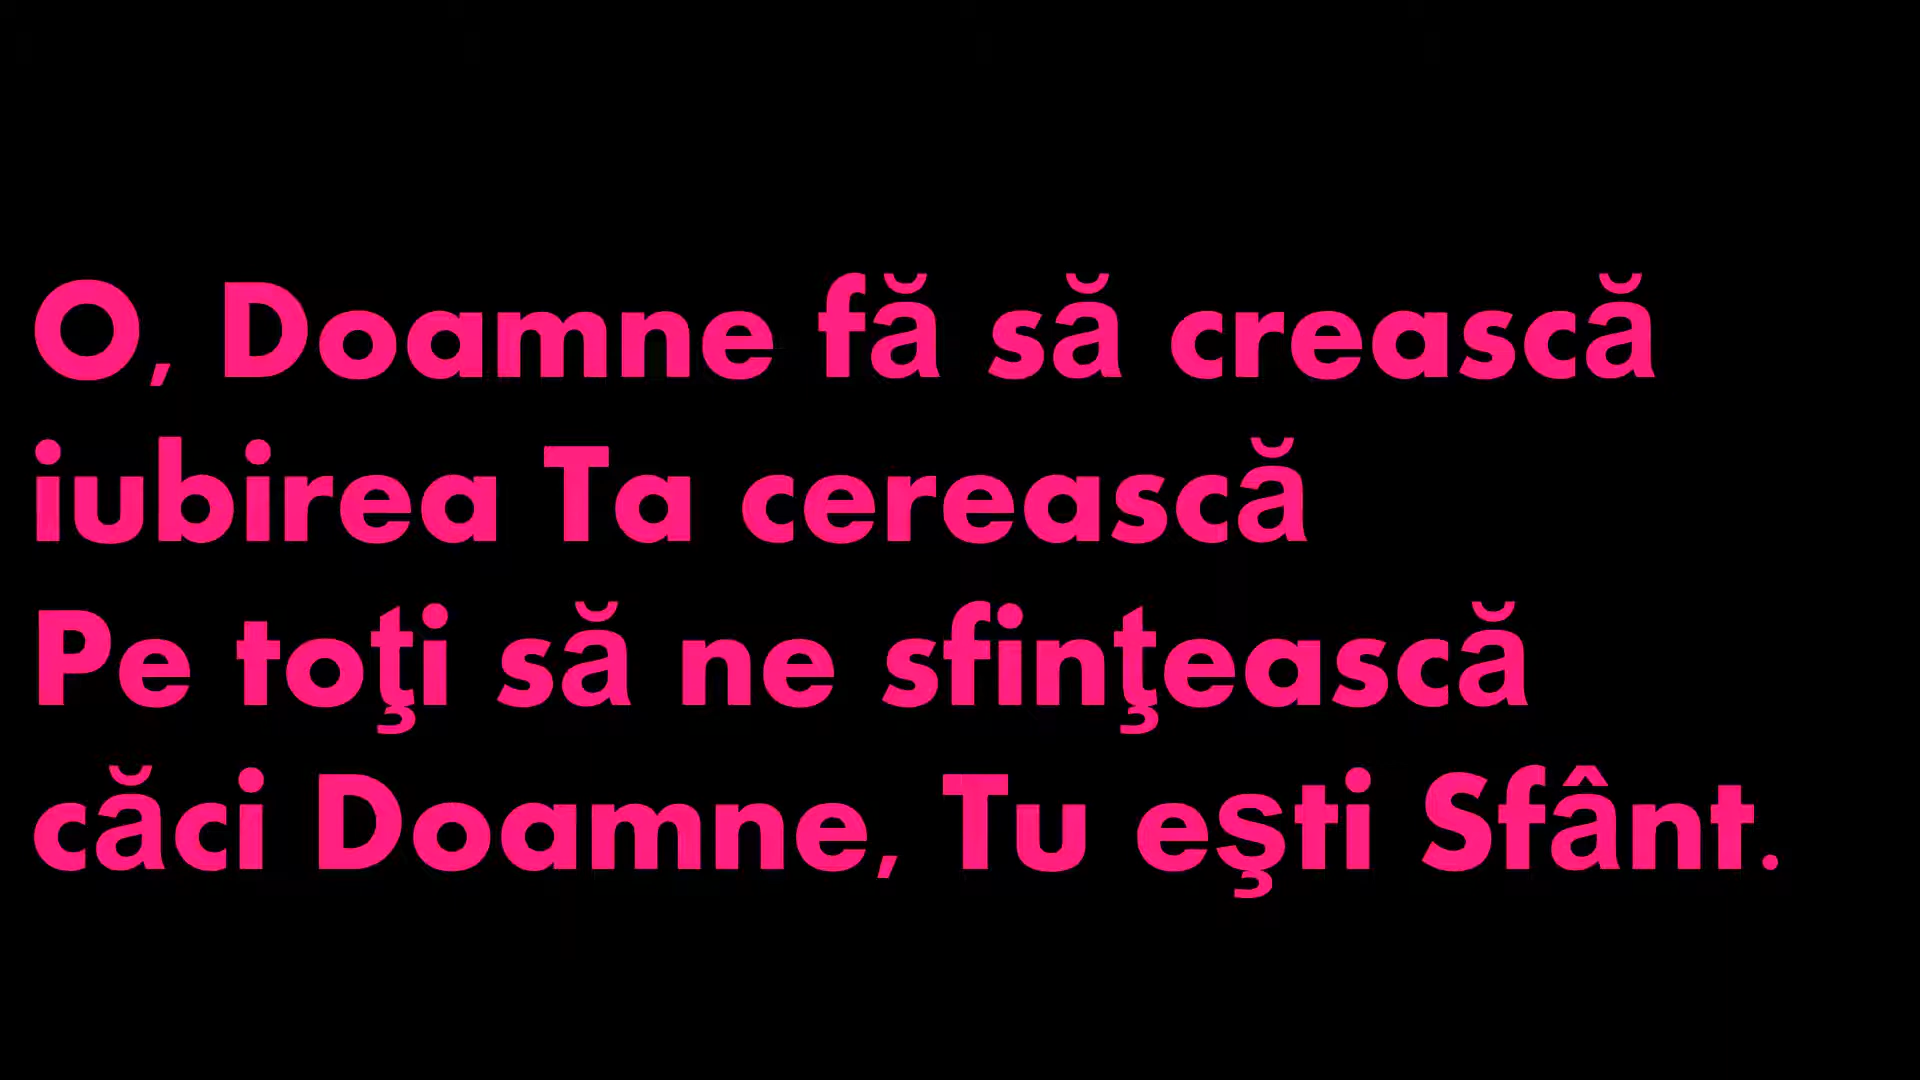 O, Doamne fă să crească
iubirea Ta cerească
Pe toţi să ne sfinţească
căci Doamne, Tu eşti Sfânt.